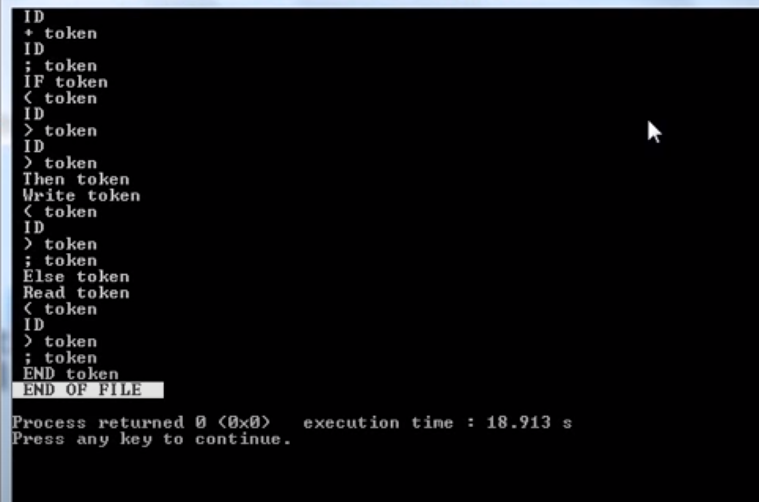 ID
+ token
ID
; token
IF token
( token
ID
> token
ID
) token
Then token
Write token
( token
ID
) token
; token
Else token
Read token
( token
ID
) token
; token
END token
END OF FILE
Process returned 0 (0x0)   execution time : 18.913 s
Press any key to continue.